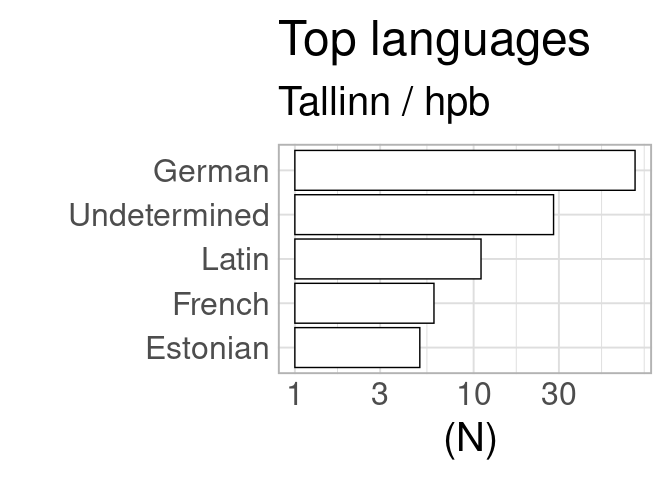 Top languages
Tallinn / hpb
German
Undetermined
Latin
French
Estonian
1 3 10 30
(N)